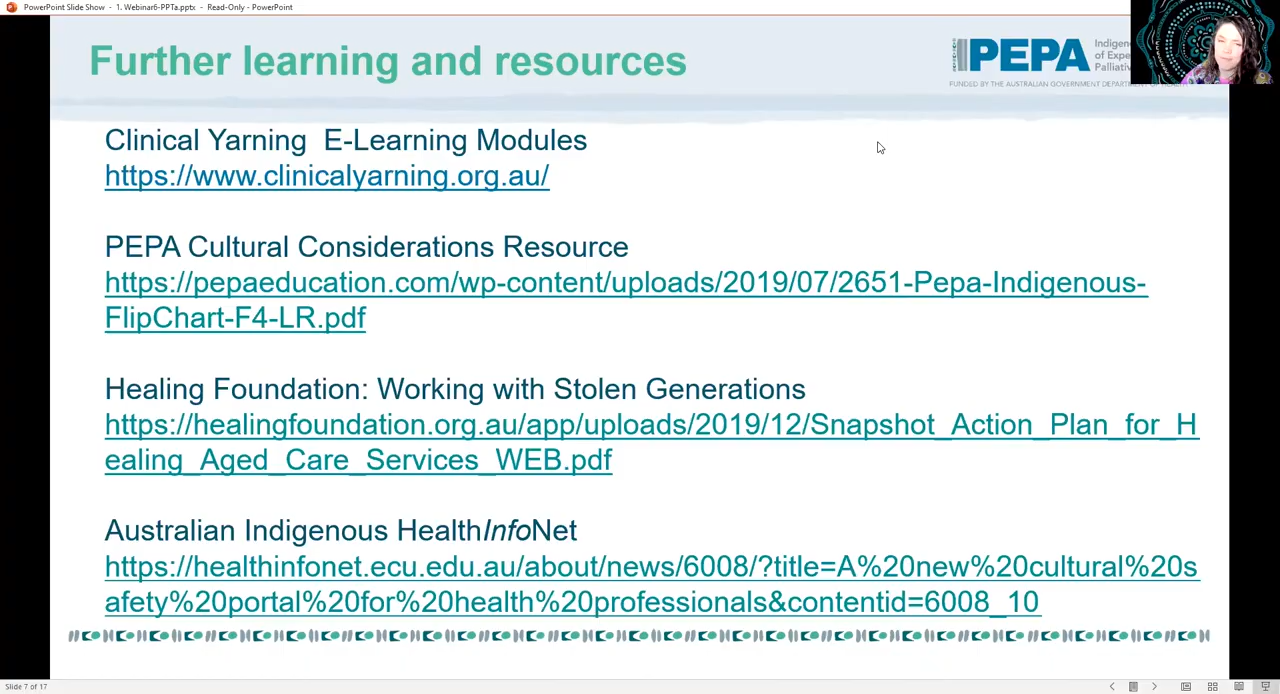 PowerPoint Slide Show - 1. Webinar6-PPTa.pptx - Read-Only - PowerPoint
Further learning and resources
PEPA
of Expe
Palliativ
FUNDED BY THE AUSTRALIAN GOVERNMENT
Clinical Yarning  E-Learning Modules
https://www.clinicalyarning.org.au/
PEPA Cultural Considerations Resource
https://pepaeducation.com/wp-content/uploads/2019/07/2651-Pepa-Indigenous-
FlipChart-F4-LR.pdf
Healing Foundation: Working with Stolen Generations
https://healingfoundation.org.au/app/uploads/2019/12/Snapshot_Action_Plan_for_H
ealing_Aged_Care_Services_WEB.pdf
Australian Indigenous HealthInfoNet
https://healthinfonet.ecu.edu.au/about/news/6008/?title=A%20new%20cultural%20s
afety%20portal%20for%20health%20professionals&contentid=6008_10
Slide 7 of 17